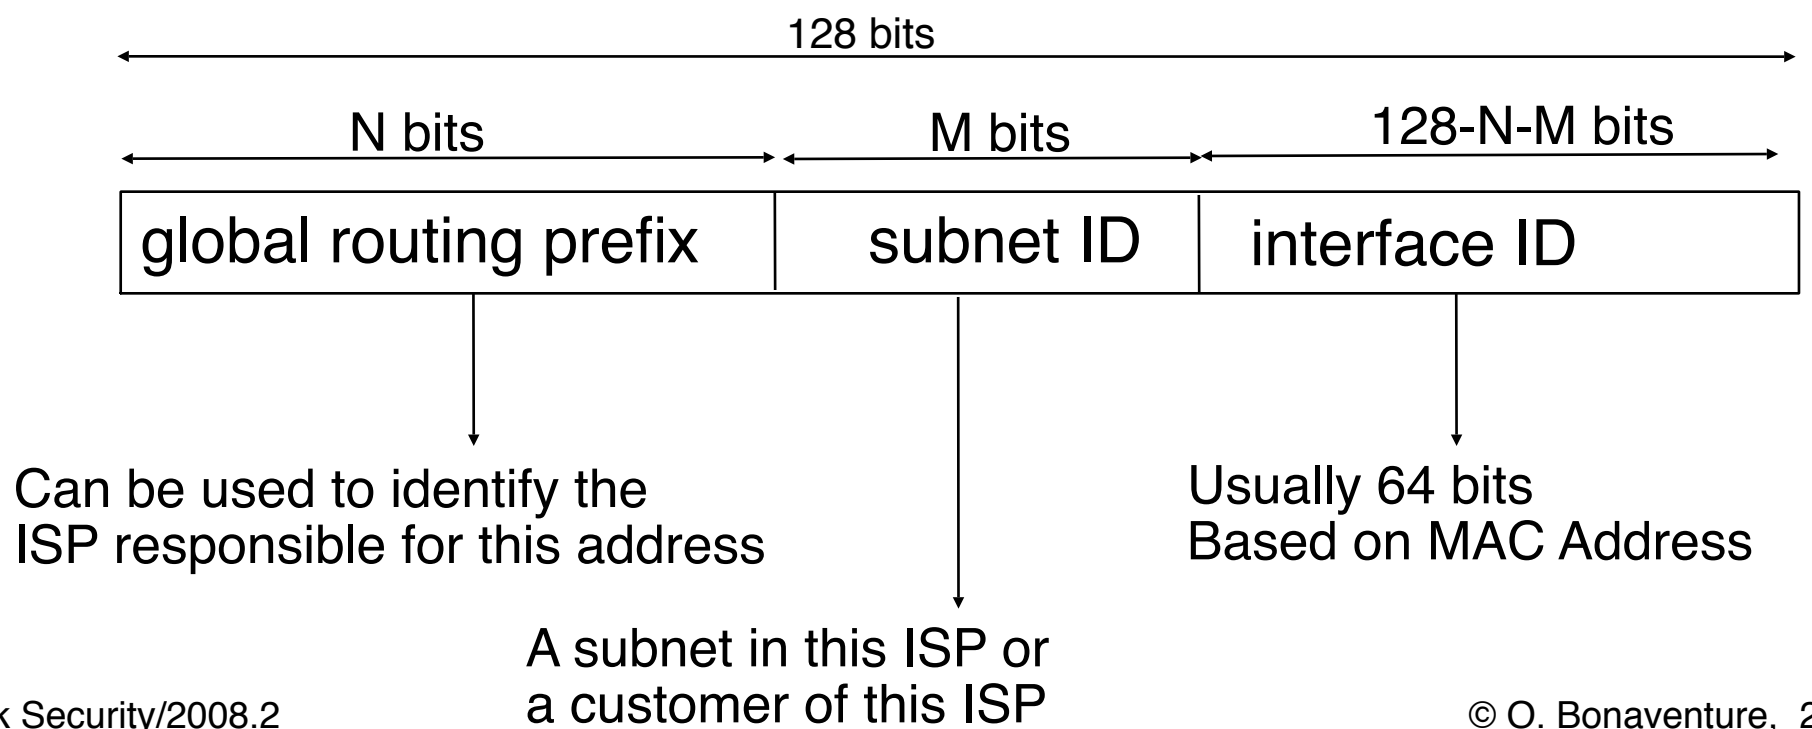 128 bits
N bits
M bits
128-N-M bits
global routing prefix
subnet ID
interface ID
Can be used to identify the
ISP responsible for this address
Usually 64 bits
Based on MAC Address
A subnet in this ISP or
a customer of this ISP
k Security/2008.2
© O. Bonaventure, 2